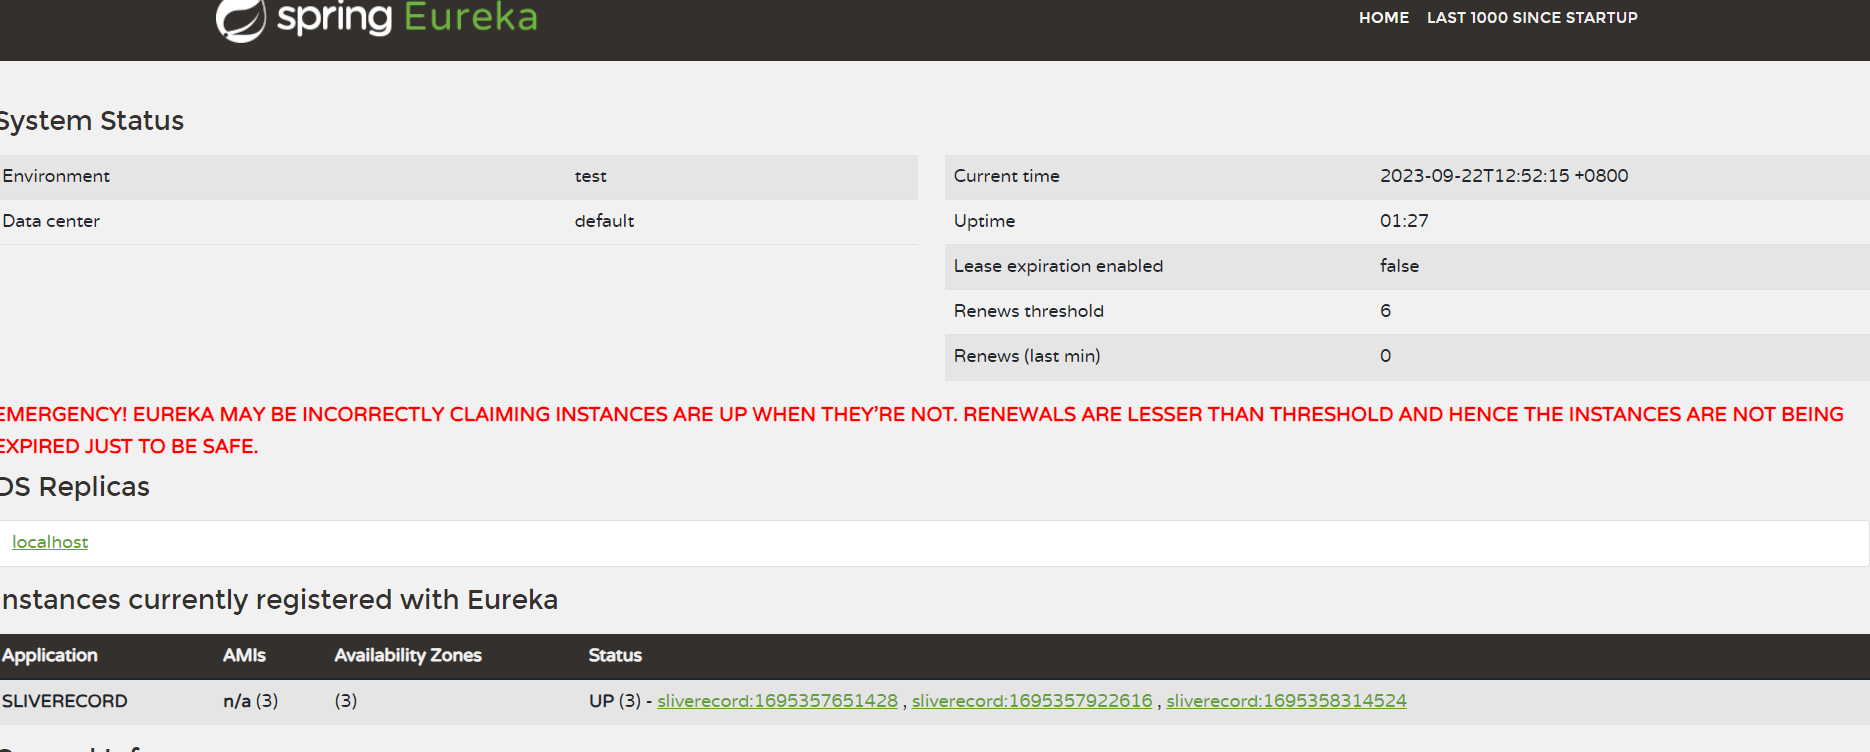 spring Eureka
HOME LAST 1000 SINCE STARTUP
System Status
Environment test
Data center default
Current time 2023-09-22T12:52:15 +0800
Uptime 01:27
Lease expiration enabled false
Renews threshold 6
Renews (last min) 0
EMERGENCY! EUREKA MAY BE INCORRECTLY CLAIMING INSTANCES ARE UP WHEN THEY'RE NOT. RENEWALS ARE LESSER THAN THRESHOLD AND HENCE THE INSTANCES ARE NOT BEING
EXPIRED JUST TO BE SAFE.
DS Replicas
localhost
nstances currently registered with Eureka
Application AMIs Availability Zones Status
SLIVERECORD n/a (3) (3) UP (3) - sliverecord:1695357651428 , sliverecord:1695357922616 , sliverecord:1695358314524